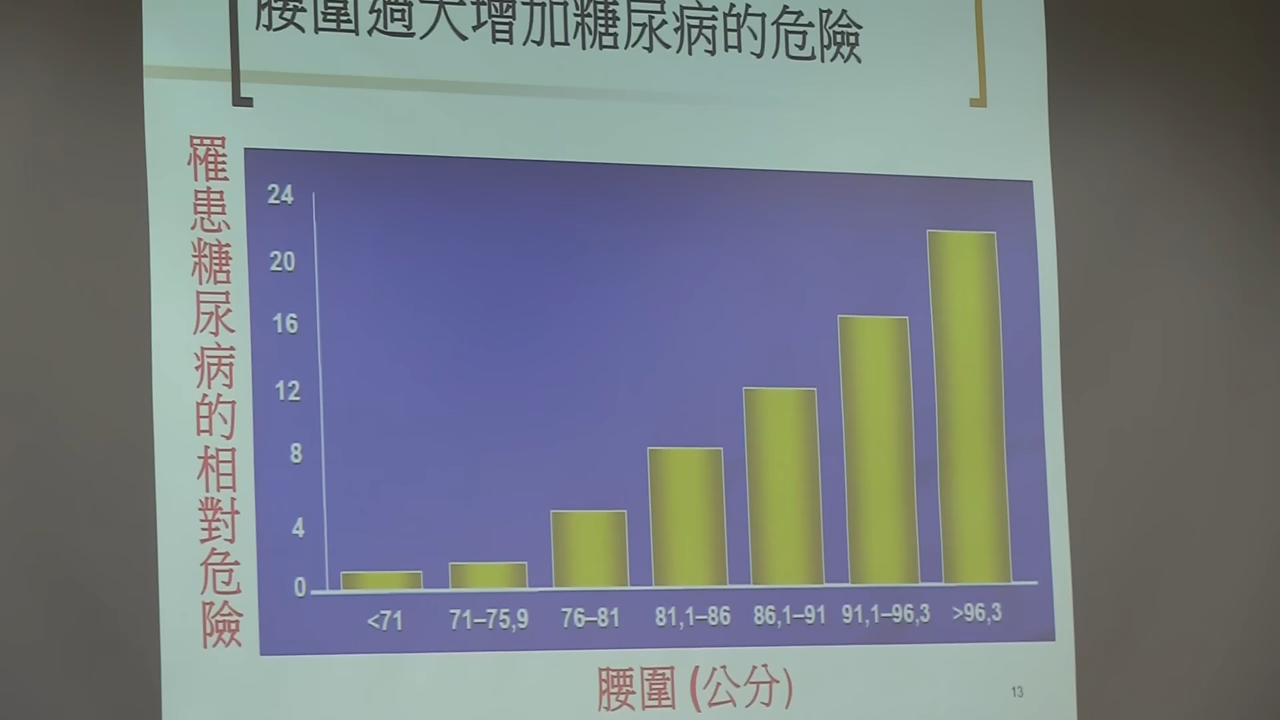 腰圍過大增加糖尿病的危險
罹患糖尿病的相對危險
24
20
16
12
8
4
0
<71 71–75,9 76–81 81,1–86 86,1–91 91,1–96,3 >96,3
腰圍 (公分)
13